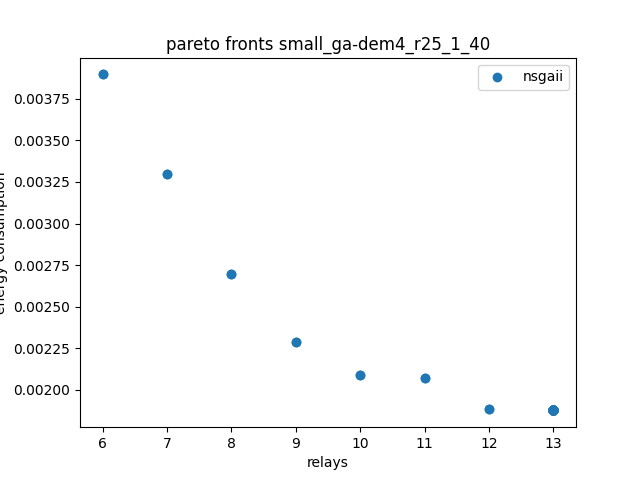 pareto fronts small_ga-dem4_r25_1_40
nsgaii
0.00375
0.00350
0.00325
0.00300
0.00275
0.00250
0.00225
0.00200
energy consumption
6 7 8 9 10 11 12 13
relays